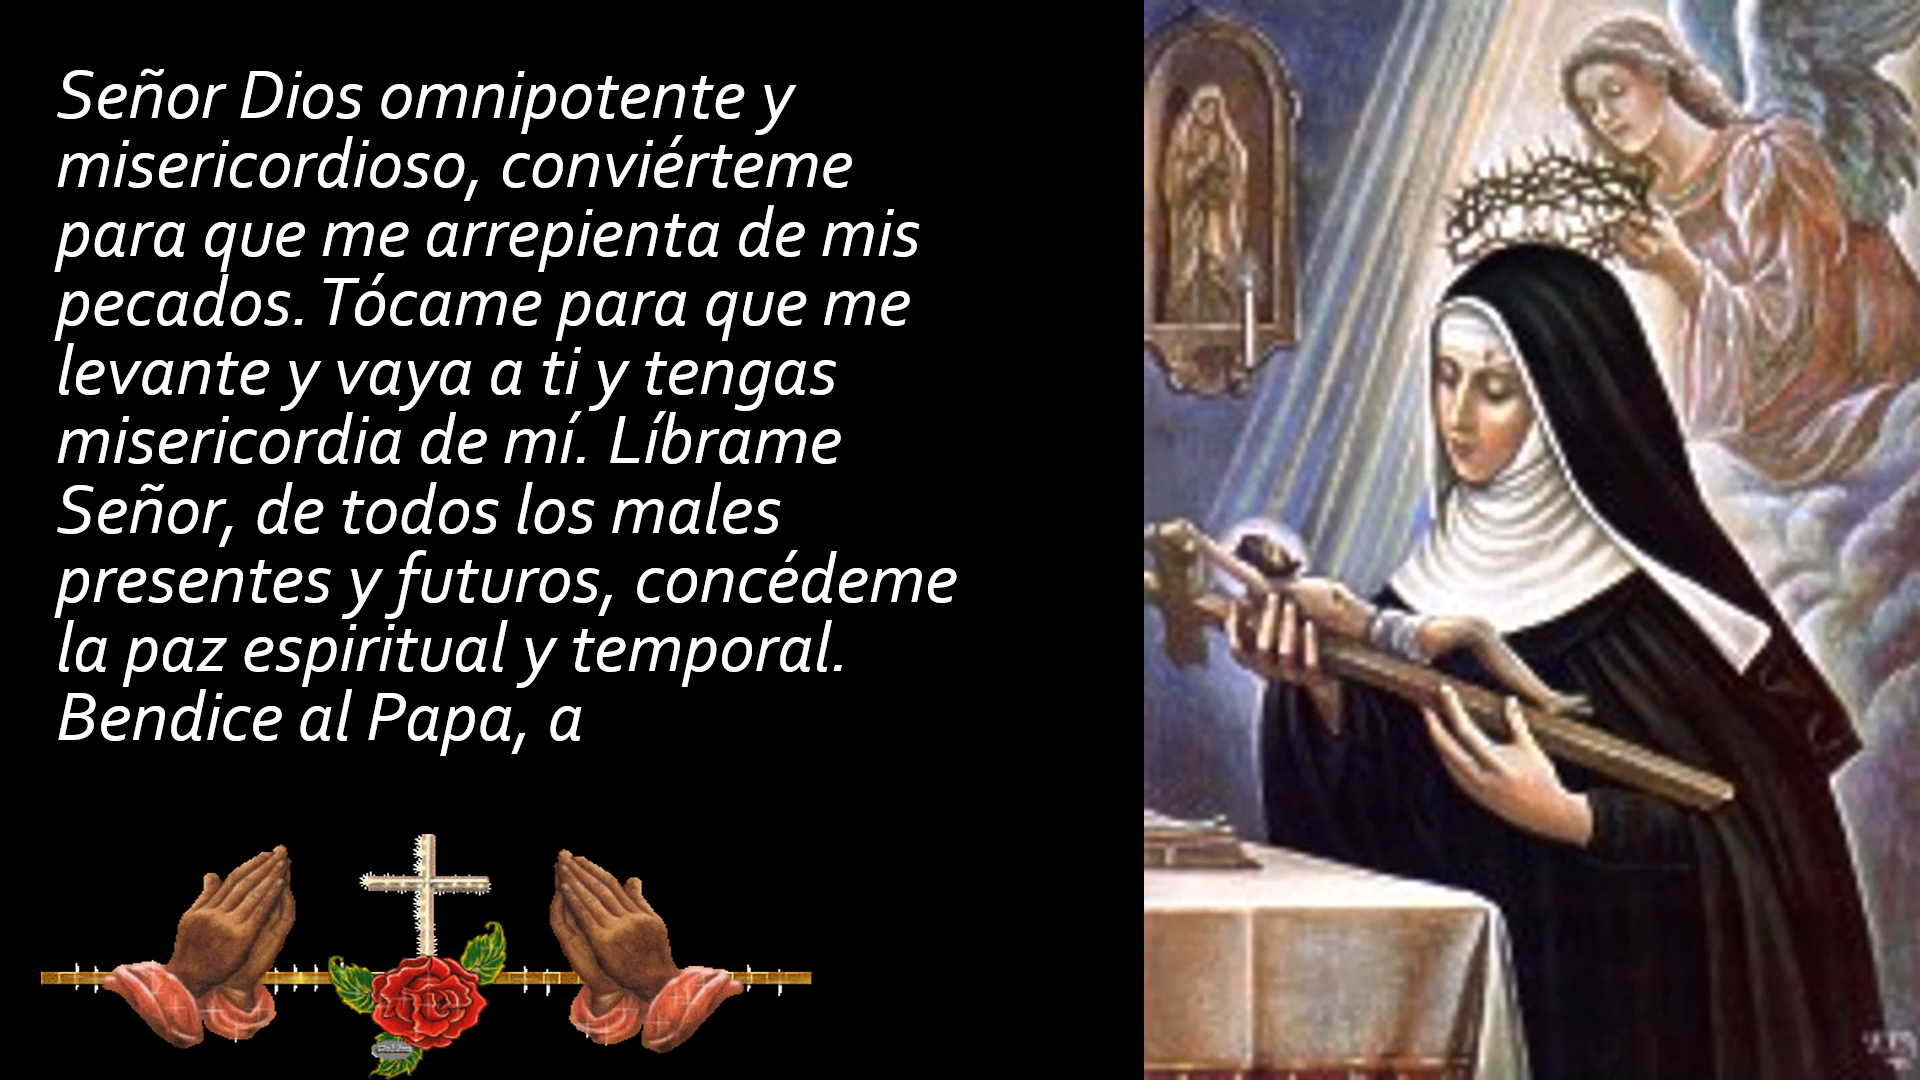 Señor Dios omnipotente y
misericordioso, conviérteme
para que me arrepienta de mis
pecados. Tócame para que me
levante y vaya a ti y tengas
misericordia de mí. Líbrame
Señor, de todos los males
presentes y futuros, concédeme
la paz espiritual y temporal.
Bendice al Papa, a